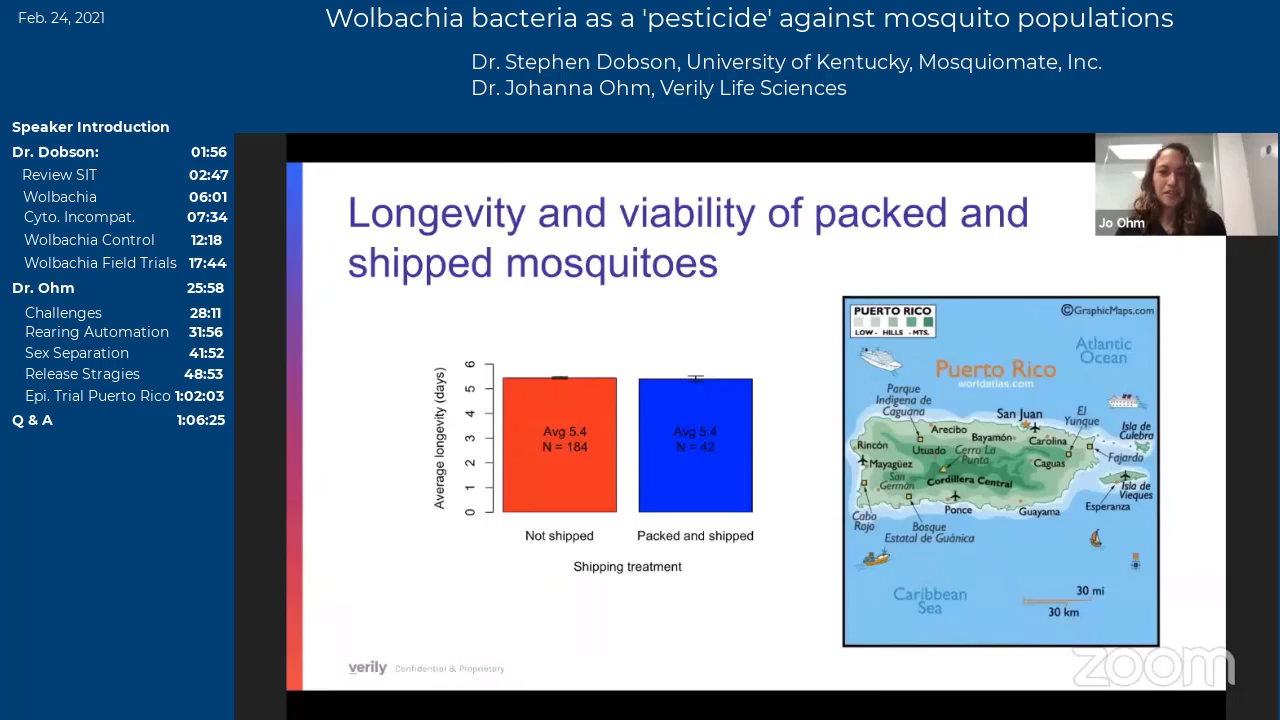 Feb. 24, 2021
Wolbachia bacteria as a 'pesticide' against mosquito populations
Dr. Stephen Dobson, University of Kentucky, Mosquiomate, Inc.
Dr. Johanna Ohm, Verily Life Sciences
Speaker Introduction
Dr. Dobson: 01:56
Review SIT 02:47
Wolbachia 06:01
Cyto. Incompat. 07:34
Wolbachia Control 12:18
Wolbachia Field Trials 17:44
Dr. Ohm 25:58
Challenges 28:11
Rearing Automation 31:56
Sex Separation 41:52
Release Stragies 48:53
Epi. Trial Puerto Rico 1:02:03
Q & A 1:06:25
Jo Ohm
Longevity and viability of packed and
shipped mosquitoes
Average longevity (days)
6
5
4
3
2
1
0
Avg 5.4
N = 184
Avg 5.4
N = 42
Not shipped
Packed and shipped
Shipping treatment
PUERTO RICO
LOW - HILLS - MTS.
©GraphicMaps.com
Atlantic
Ocean
Puerto Rico
worldatlas.com
Parque
Indigena de
Caguana
San Juan
El
Yunque
Isla de
Culebra
Arecibo
Bayamón
Carolina
Rincón
Utuado
Cerro La
Punta
Caguas
Fajardo
Mayagüez
San
Germán
Cordillera Central
Isla de
Vieques
Esperanza
Cabo
Rojo
Ponce
Guayama
Bosque
Estatal de Guánica
Caribbean
Sea
30 mi
30 km
verily Confidential & Proprietary
zoom